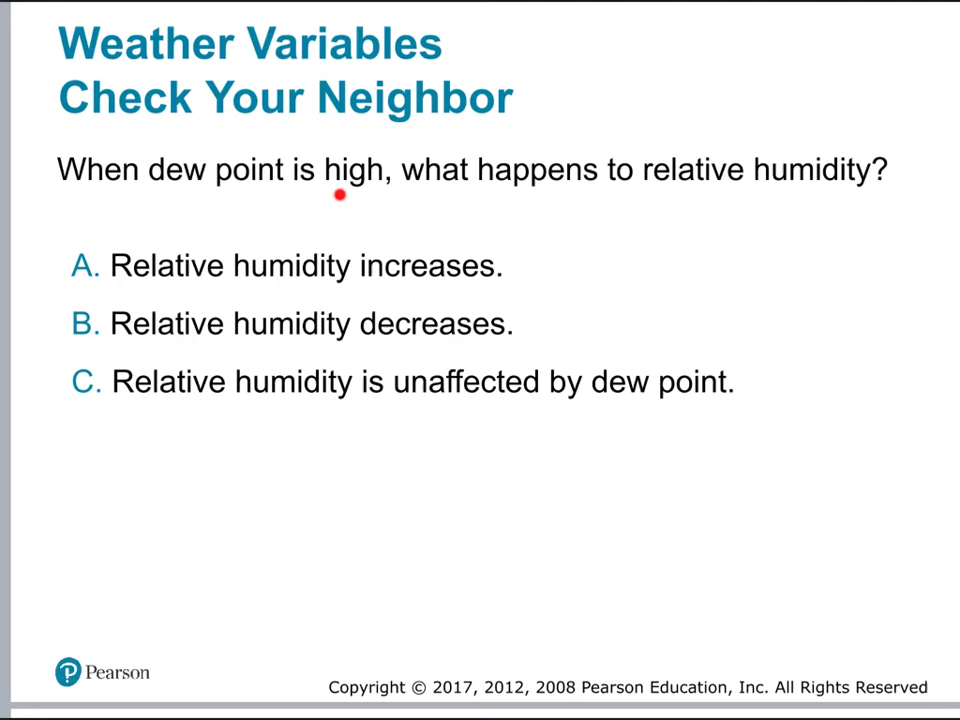 Weather Variables
Check Your Neighbor
When dew point is high, what happens to relative humidity?
A. Relative humidity increases.
B. Relative humidity decreases.
C. Relative humidity is unaffected by dew point.
Pearson
Copyright © 2017, 2012, 2008 Pearson Education, Inc. All Rights Reserved